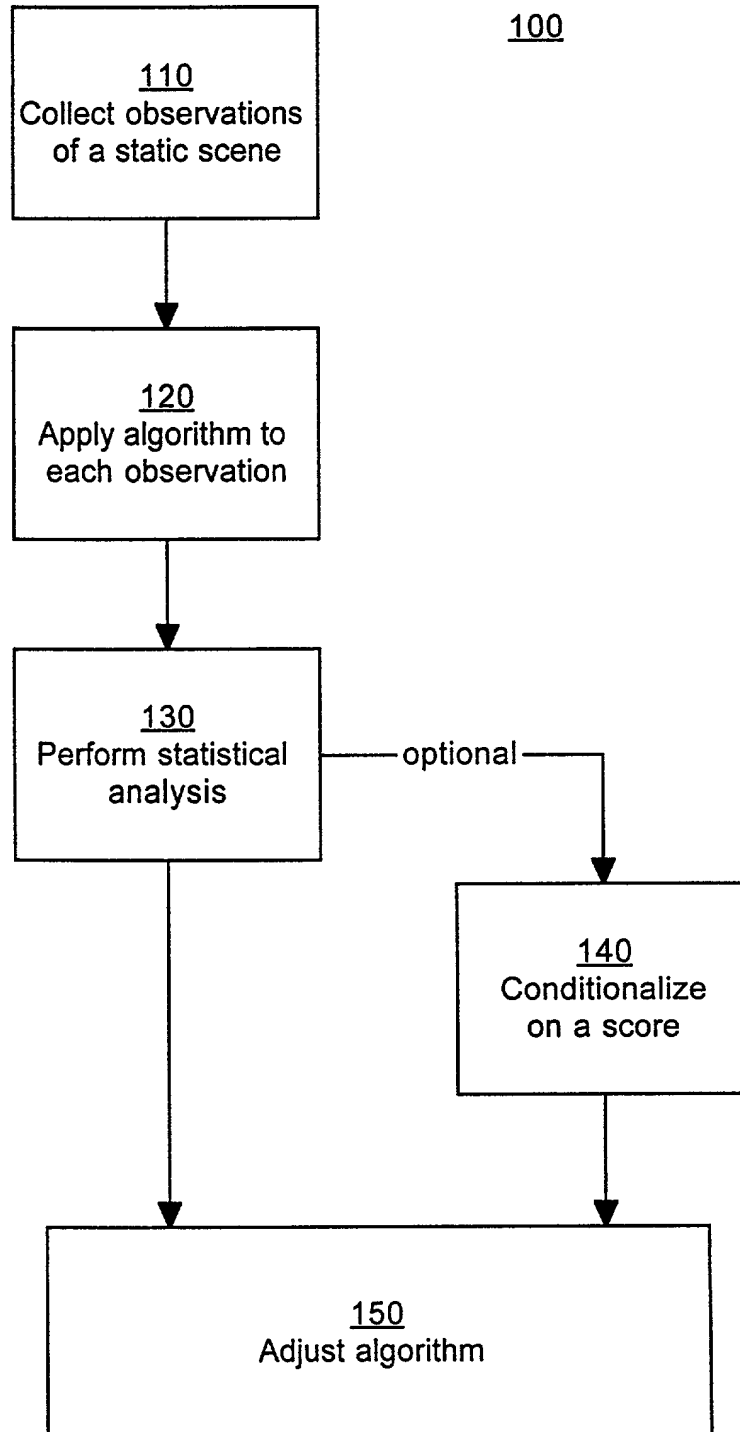 100
110
Collect observations
of a static scene
120
Apply algorithm to
each observation
130
Perform statistical
analysis
optional
140
Conditionalize
on a score
150
Adjust algorithm